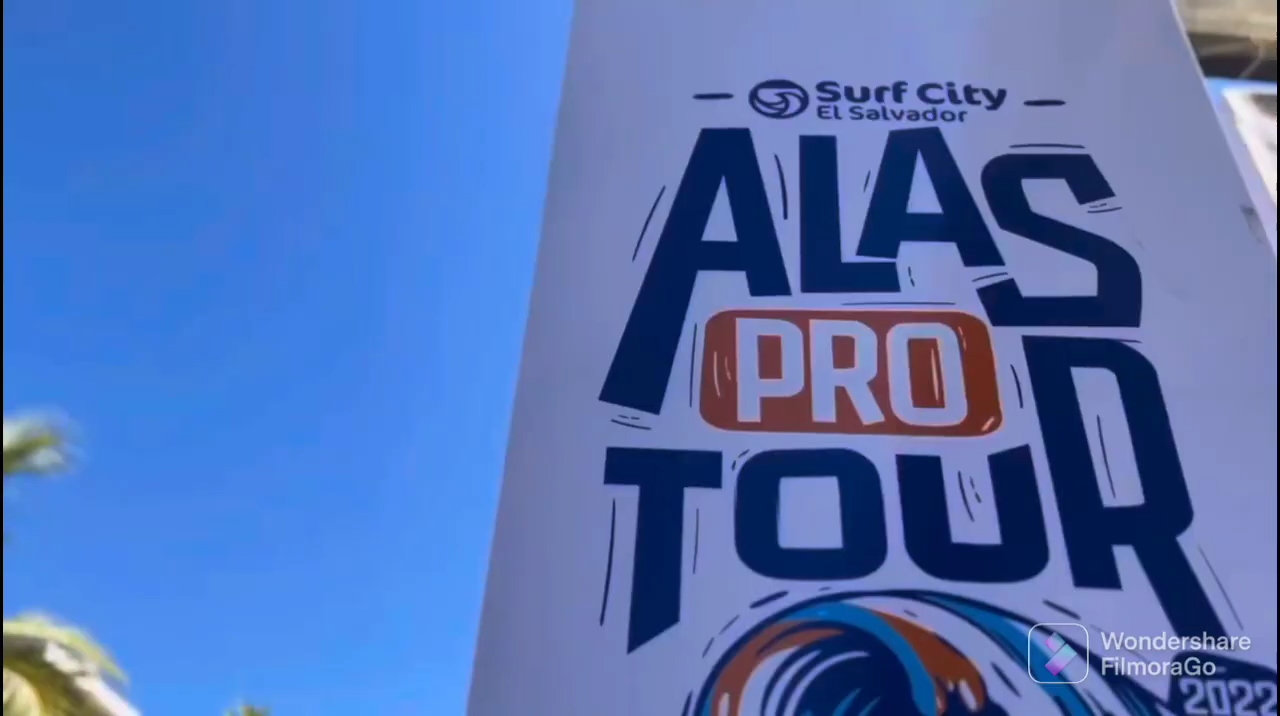 Surf City
El Salvador
ALAS
PRO
TOUR
2022
Wondershare
FilmoraGo